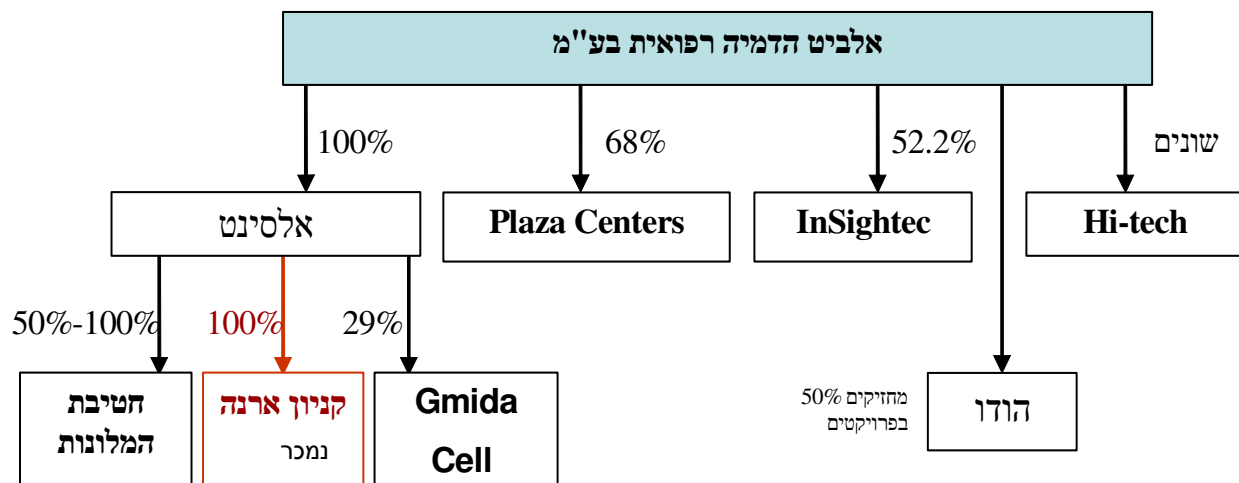 אלביט הדמיה רפואית בע"מ
100%
68%
52.2%
שונים
אלסינט
Plaza Centers
InSightec
Hi-tech
50%-100%
100%
29%
חטיבת
המלונות
קניון ארנה
נמכר
Gmida
Cell
מחזיקים 50%
בפרויקטים
הודו